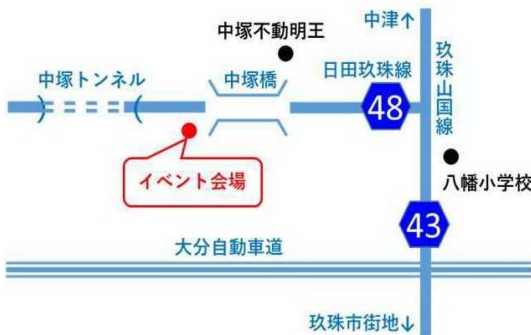 中津↑
中塚不動明王
日田玖珠線
玖珠山国線
中塚トンネル
中塚橋
48
イベント会場
八幡小学校
43
大分自動車道
玖珠市街地↓